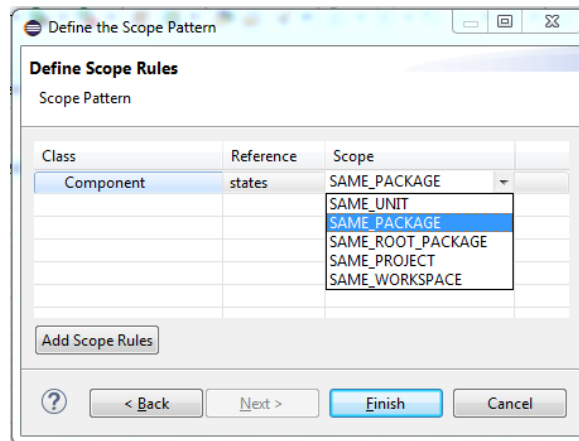 Define the Scope Pattern
Define Scope Rules
Scope Pattern
Class Reference Scope
Component states SAME_PACKAGE
SAME_UNIT
SAME_PACKAGE
SAME_ROOT_PACKAGE
SAME_PROJECT
SAME_WORKSPACE
Add Scope Rules
? < Back Next > Finish Cancel